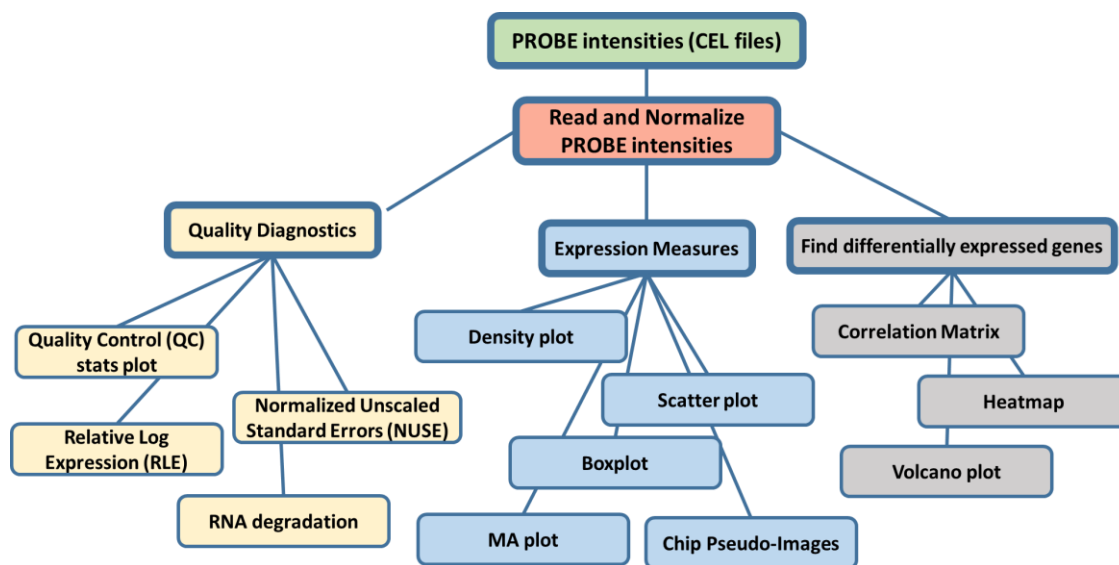 PROBE intensities (CEL files)
Read and Normalize
PROBE intensities
Quality Diagnostics
Expression Measures
Find differentially expressed genes
Quality Control (QC)
stats plot
Relative Log
Expression (RLE)
Normalized Unscaled
Standard Errors (NUSE)
RNA degradation
Density plot
Scatter plot
Boxplot
MA plot
Chip Pseudo-Images
Correlation Matrix
Heatmap
Volcano plot